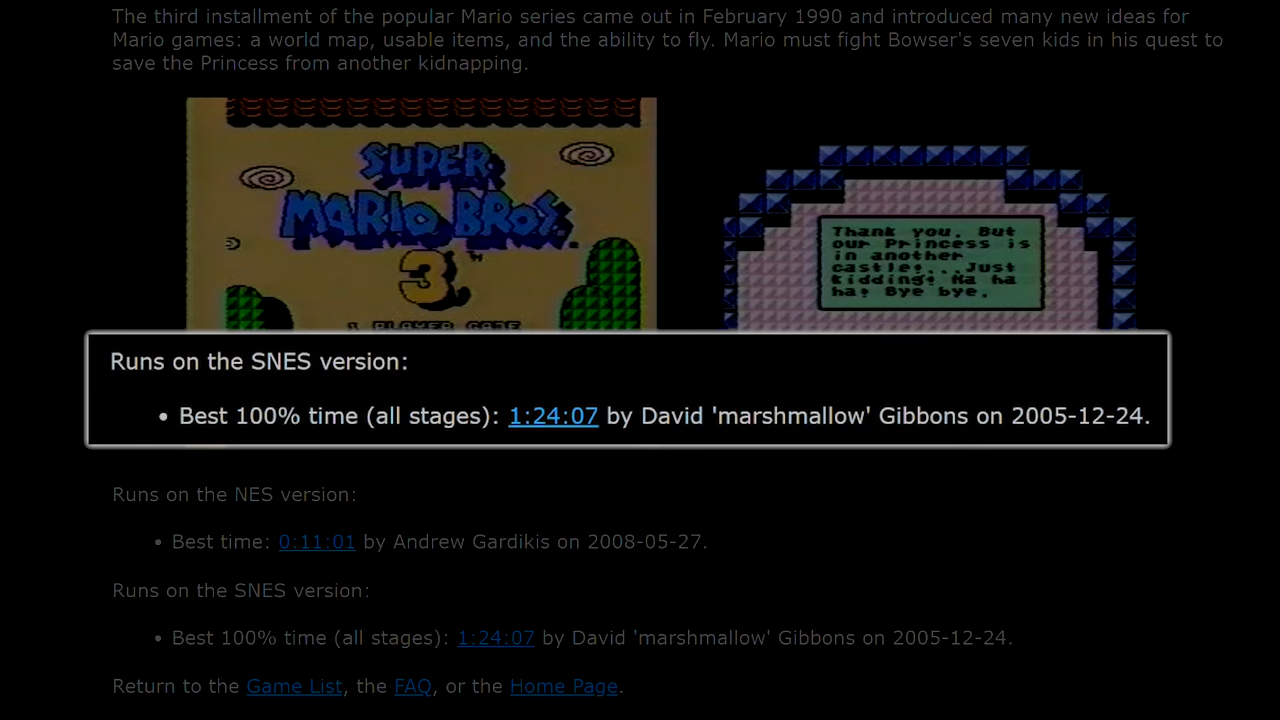 The third installment of the popular Mario series came out in February 1990 and introduced many new ideas for
Mario games: a world map, usable items, and the ability to fly. Mario must fight Bowser's seven kids in his quest to
save the Princess from another kidnapping.
SUPER
MARIO BROS.
3 TM
1 PLAYER GAME
Thank you. But
our Princess is
in another
castle!...Just
kidding! Ha ha
ha! Bye bye.
Runs on the SNES version:
• Best 100% time (all stages): 1:24:07 by David 'marshmallow' Gibbons on 2005-12-24.
Runs on the NES version:
• Best time: 0:11:01 by Andrew Gardikis on 2008-05-27.
Runs on the SNES version:
• Best 100% time (all stages): 1:24:07 by David 'marshmallow' Gibbons on 2005-12-24.
Return to the Game List, the FAQ, or the Home Page.